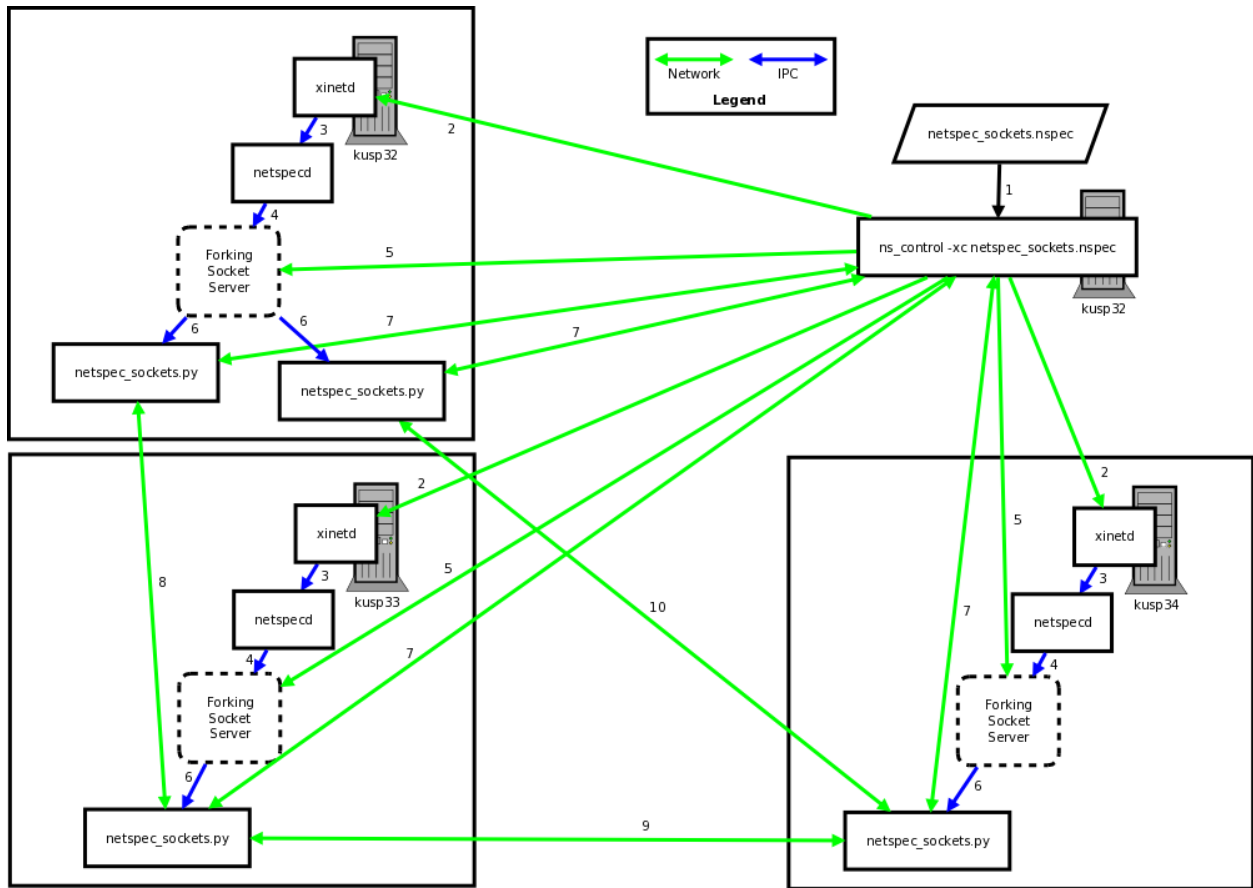 xinetd
3
kusp32
netspecd
4
Forking
Socket
Server
6
6
netspec_sockets.py
netspec_sockets.py
Network
IPC
Legend
netspec_sockets.nspec
1
ns_control -xc netspec_sockets.nspec
kusp32
2
5
7
7
2
5
7
8
10
xinetd
3
kusp33
netspecd
4
Forking
Socket
Server
6
netspec_sockets.py
9
2
5
7
xinetd
3
kusp34
netspecd
4
Forking
Socket
Server
6
netspec_sockets.py